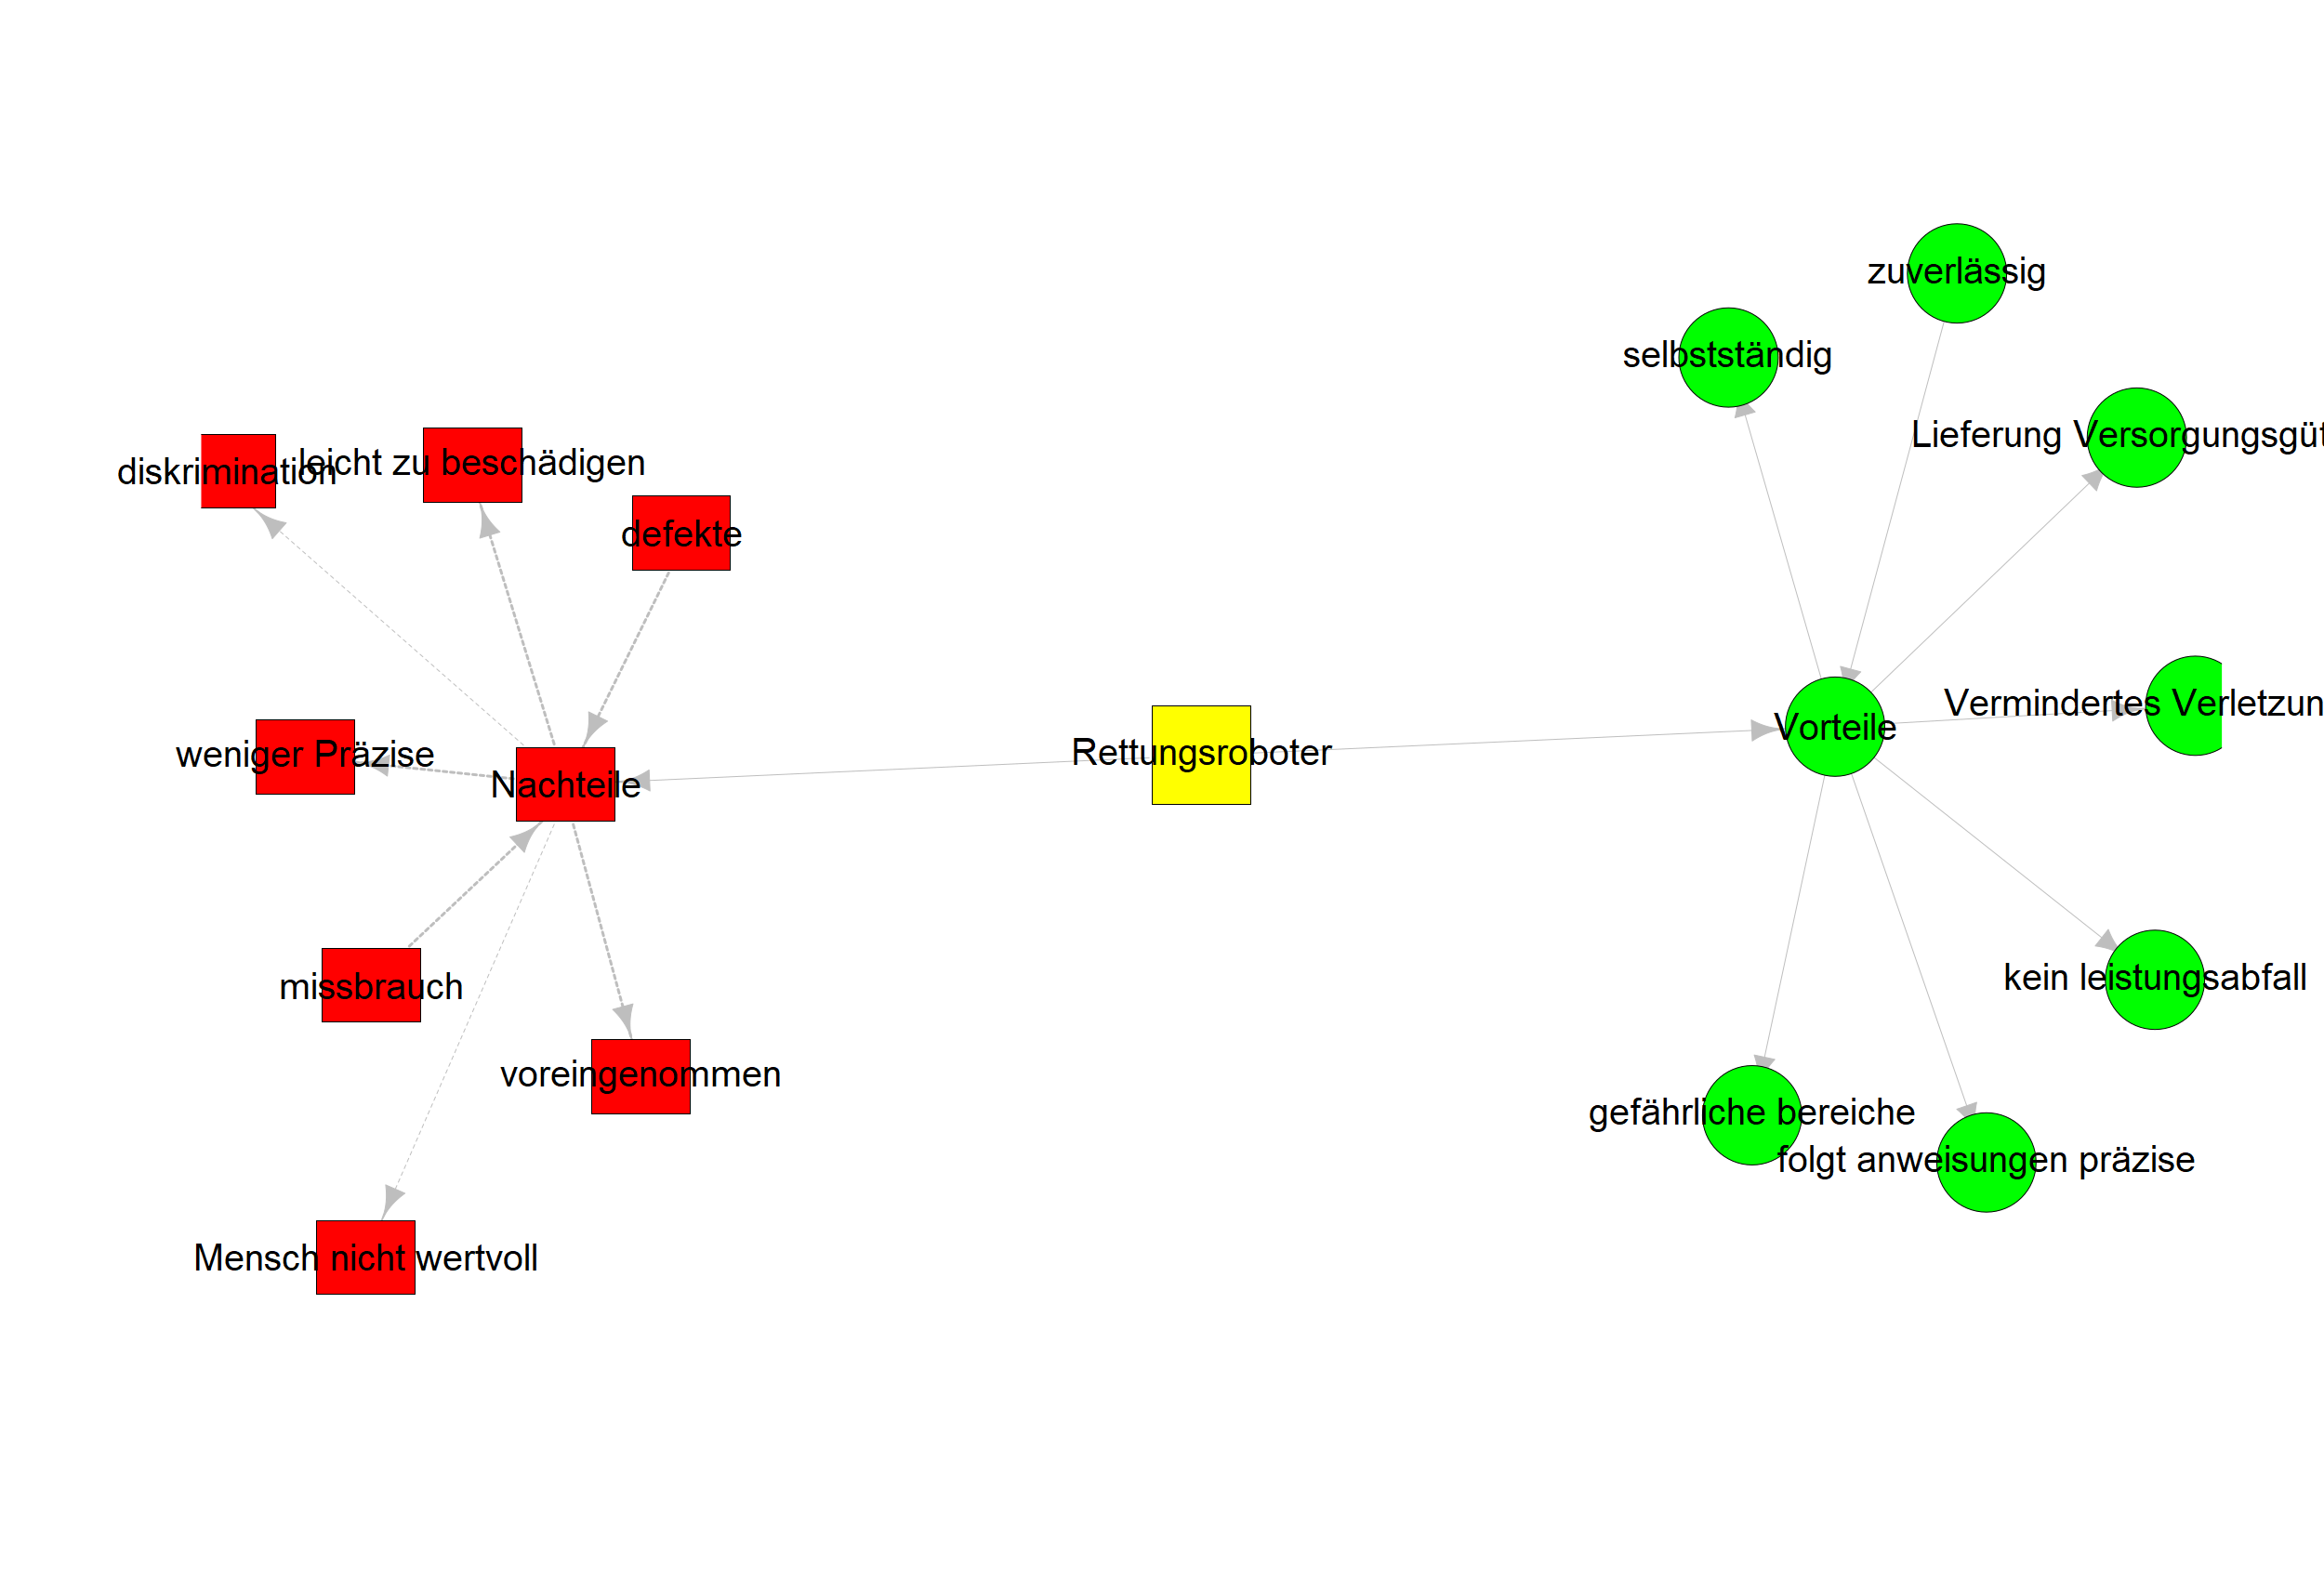 zuverlässig
selbstständig
Lieferung Versorgungsgüt
leicht zu beschädigen
diskrimination
defekte
Vermindertes Verletzun
Vorteile
Rettungsroboter
weniger Präzise
Nachteile
kein leistungsabfall
missbrauch
voreingenommen
gefährliche bereiche
folgt anweisungen präzise
Mensch nicht wertvoll